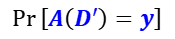 Pr[A(D′) = y]